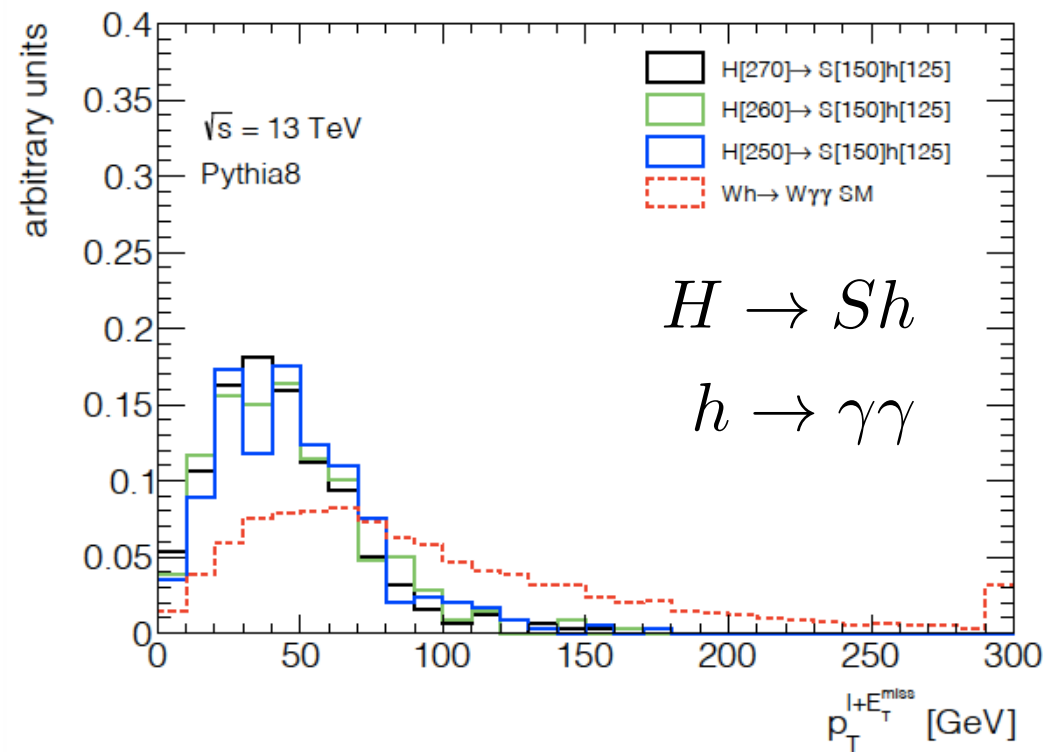 arbitrary units
0.4
0.35
0.3
0.25
0.2
0.15
0.1
0.05
0
√s = 13 TeV
Pythia8
H[270]→ S[150]h[125]
H[260]→ S[150]h[125]
H[250]→ S[150]h[125]
Wh→ Wγγ SM
H → Sh
h → γγ
0 50 100 150 200 250 300
p_T^{l+E_T^{miss}} [GeV]